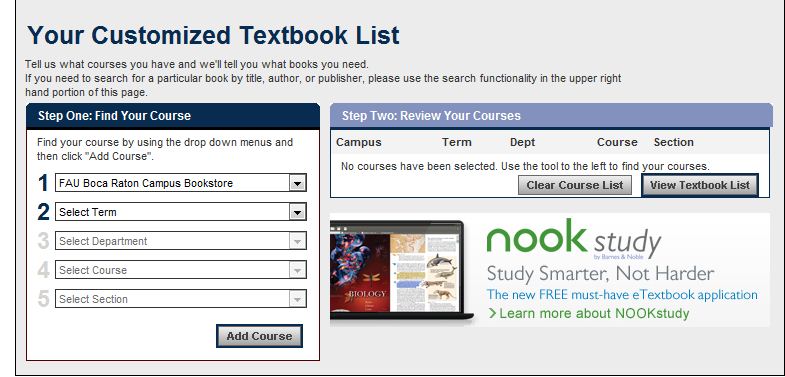 Your Customized Textbook List
Tell us what courses you have and we'll tell you what books you need.
If you need to search for a particular book by title, author, or publisher, please use the search functionality in the upper right
hand portion of this page.
Step One: Find Your Course
Find your course by using the drop down menus and
then click "Add Course".
1 FAU Boca Raton Campus Bookstore
2 Select Term
3 Select Department
4 Select Course
5 Select Section
Add Course
Step Two: Review Your Courses
Campus Term Dept Course Section
No courses have been selected. Use the tool to the left to find your courses.
Clear Course List View Textbook List
BIOLOGY
nook study
by Barnes & Noble
Study Smarter, Not Harder
The new FREE must-have eTextbook application
Learn more about NOOKstudy